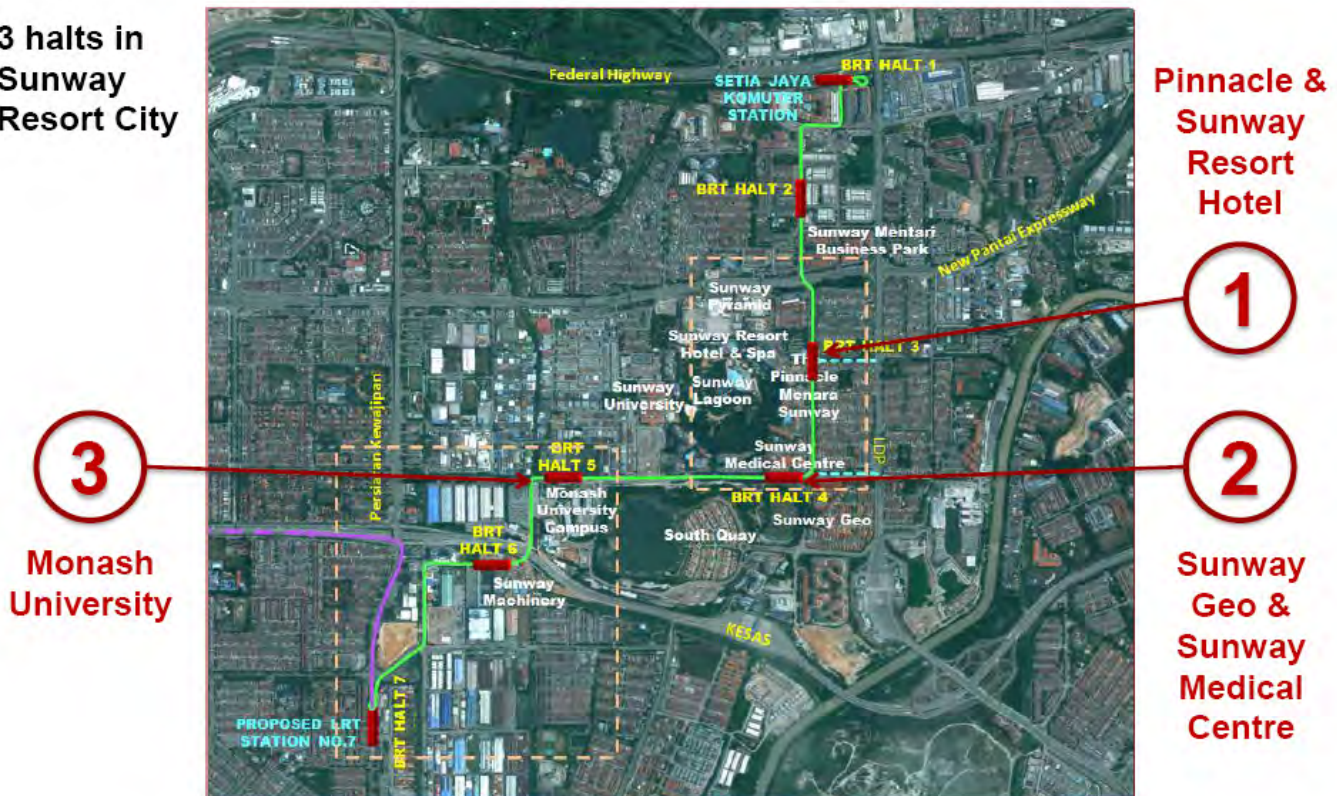 3 halts in
Sunway
Resort City
Federal Highway
BRT HALT 1
SETIA JAYA
KOMUTER
STATION
BRT HALT 2
Sunway Mentari
Business Park
New Pantai Expressway
Pinnacle &
Sunway
Resort
Hotel
1
Sunway
Pyramid
Sunway Resort
Hotel & Spa
BRT HALT 3
The
Pinnacle
Menara
Sunway
Sunway
Lagoon
Sunway
University
Persiaran Kewajipan
LDP
Sunway
Medical Centre
BRT HALT 4
Sunway Geo
South Quay
2
Sunway
Geo &
Sunway
Medical
Centre
3
Monash
University
BRT
HALT 5
Monash
University
Campus
BRT
HALT 6
Sunway
Machinery
KESAS
PROPOSED LRT
STATION NO.7
BRT HALT 7